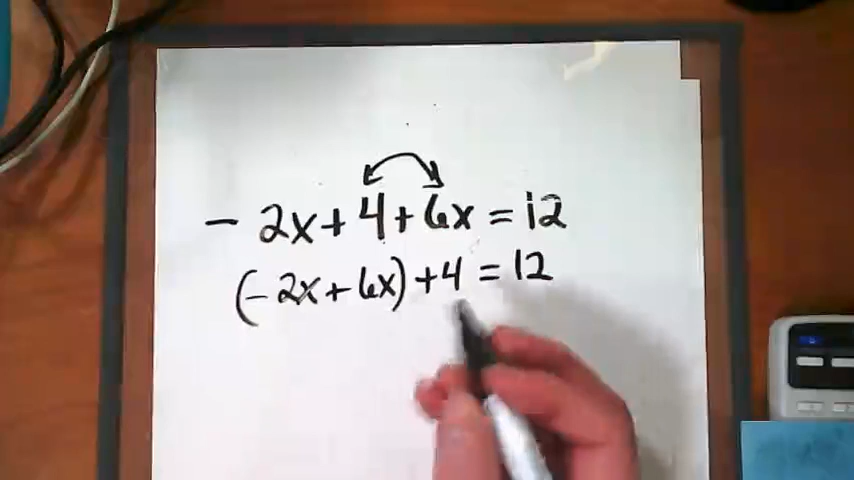 - 2x + 4 + 6x = 12
(- 2x + 6x) + 4 = 12